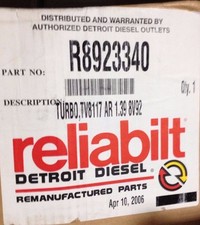 DISTRIBUTED AND WARRANTED BY
AUTHORIZED DETROIT DIESEL OUTLETS
R8923340
PART NO:
Qty. 1
DESCRIPTION
TURBO,TV8117 AR 1.39 8V92
reliabilt
DETROIT DIESEL
REMANUFACTURED PARTS
Apr 10, 2006